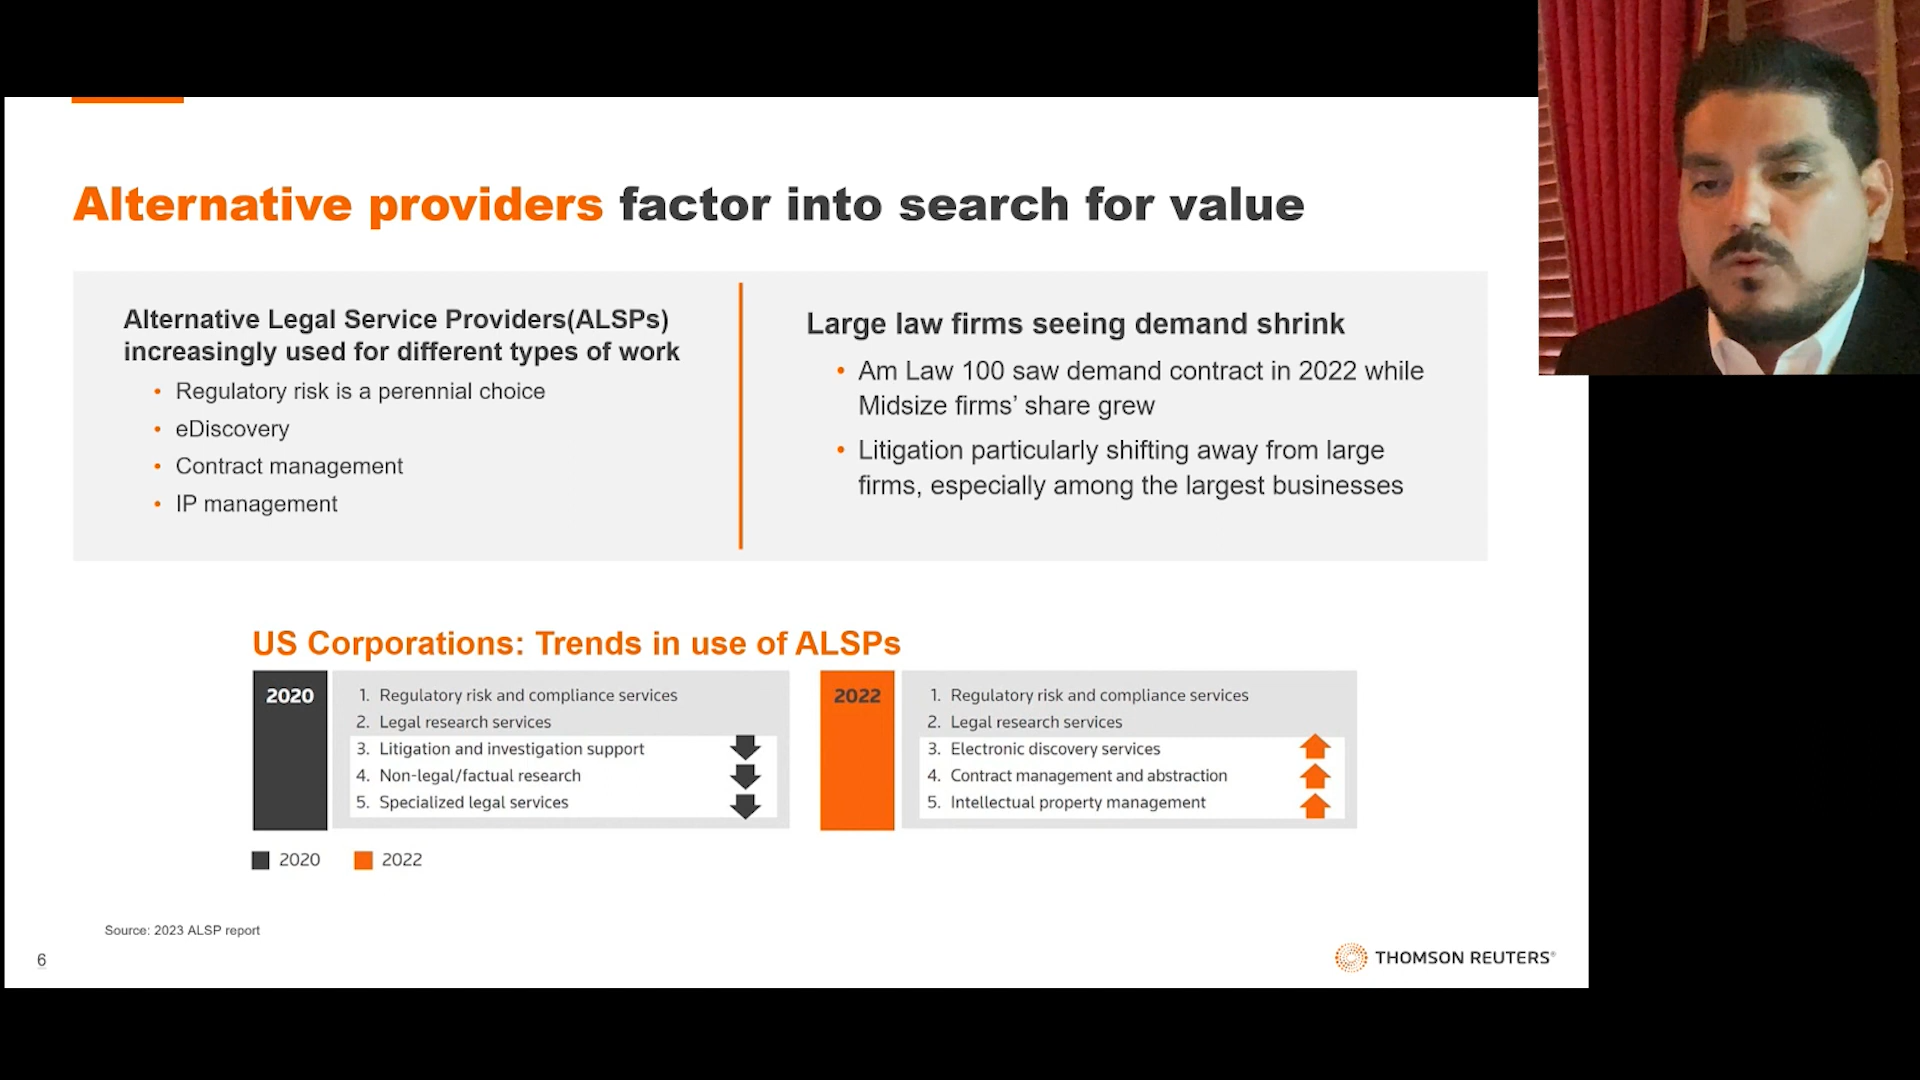 Alternative providers factor into search for value
Alternative Legal Service Providers(ALSPs)
increasingly used for different types of work
• Regulatory risk is a perennial choice
• eDiscovery
• Contract management
• IP management
Large law firms seeing demand shrink
• Am Law 100 saw demand contract in 2022 while
Midsize firms’ share grew
• Litigation particularly shifting away from large
firms, especially among the largest businesses
US Corporations: Trends in use of ALSPs
2020
1. Regulatory risk and compliance services
2. Legal research services
3. Litigation and investigation support
4. Non-legal/factual research
5. Specialized legal services
2022
1. Regulatory risk and compliance services
2. Legal research services
3. Electronic discovery services
4. Contract management and abstraction
5. Intellectual property management
2020 2022
Source: 2023 ALSP report
6
THOMSON REUTERS®